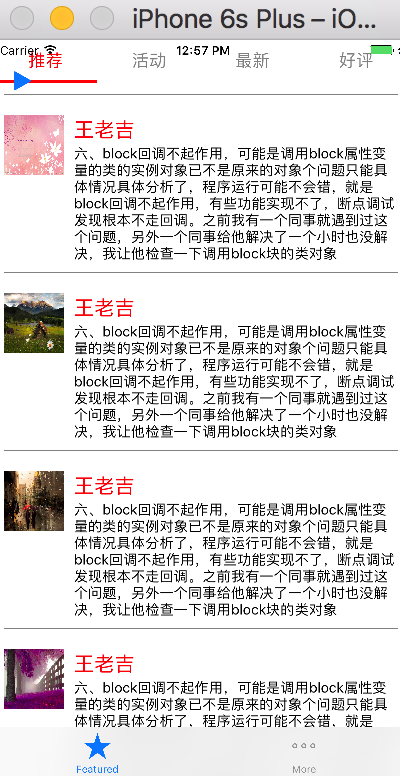 iPhone 6s Plus – iO...
Carrier 12:57 PM
推荐 活动 最新 好评
王老吉
六、block回调不起作用，可能是调用block属性变
量的类的实例对象已不是原来的对象个问题只能具
体情况具体分析了，程序运行可能不会错，就是
block回调不起作用，有些功能实现不了，断点调试
发现根本不走回调。之前我有一个同事就遇到过这
个问题，另外一个同事给他解决了一个小时也没解
决，我让他检查一下调用block块的类对象
王老吉
六、block回调不起作用，可能是调用block属性变
量的类的实例对象已不是原来的对象个问题只能具
体情况具体分析了，程序运行可能不会错，就是
block回调不起作用，有些功能实现不了，断点调试
发现根本不走回调。之前我有一个同事就遇到过这
个问题，另外一个同事给他解决了一个小时也没解
决，我让他检查一下调用block块的类对象
王老吉
六、block回调不起作用，可能是调用block属性变
量的类的实例对象已不是原来的对象个问题只能具
体情况具体分析了，程序运行可能不会错，就是
block回调不起作用，有些功能实现不了，断点调试
发现根本不走回调。之前我有一个同事就遇到过这
个问题，另外一个同事给他解决了一个小时也没解
决，我让他检查一下调用block块的类对象
王老吉
六、block回调不起作用，可能是调用block属性变
量的类的实例对象已不是原来的对象个问题只能具
体情况具体分析了，程序运行可能不会错，就是
Featured More